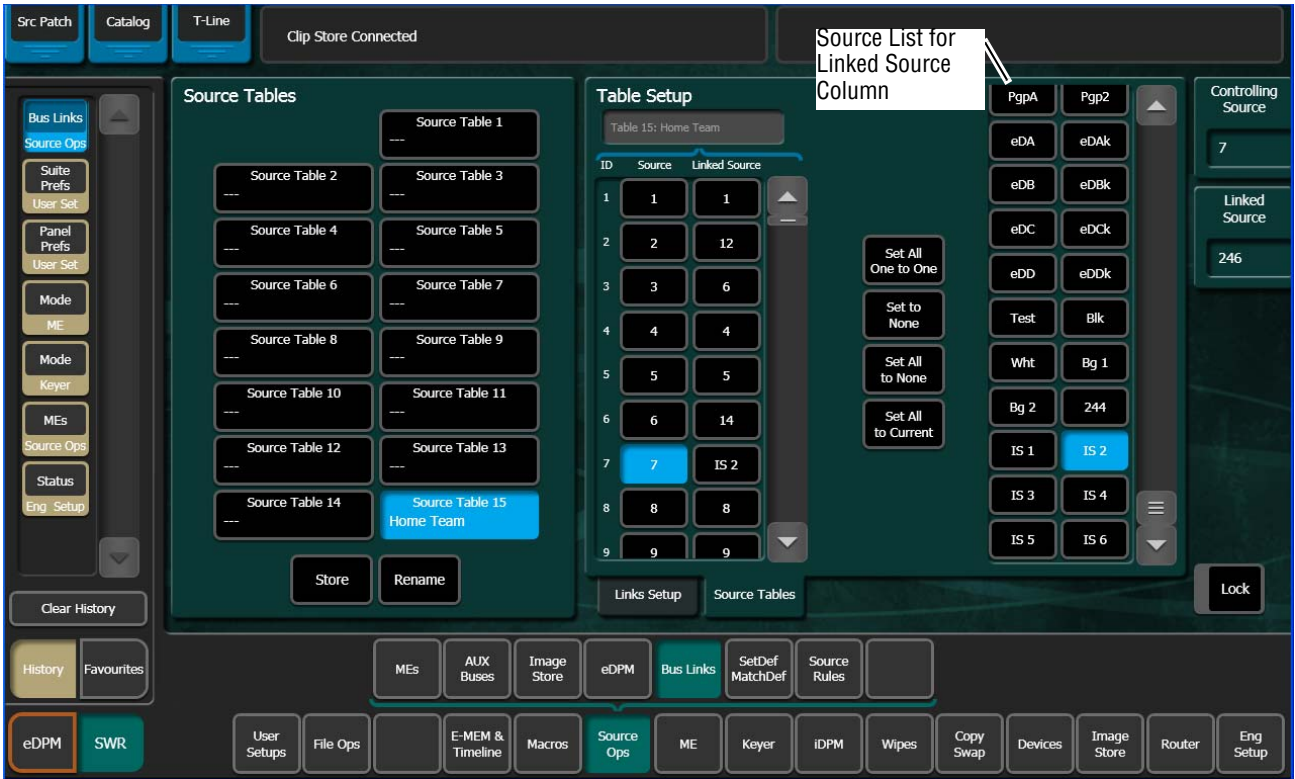 Src Patch
Catalog
T-Line
Clip Store Connected
Source List for
Linked Source
Column
Bus Links
Source Ops
Suite
Prefs
User Set
Panel
Prefs
User Set
Mode
ME
Mode
Keyer
MEs
Source Ops
Status
Eng Setup
Clear History
History
Favourites
eDPM
SWR
Source Tables
Source Table 1
---
Source Table 2
---
Source Table 3
---
Source Table 4
---
Source Table 5
---
Source Table 6
---
Source Table 7
---
Source Table 8
---
Source Table 9
---
Source Table 10
---
Source Table 11
---
Source Table 12
---
Source Table 13
---
Source Table 14
---
Source Table 15
Home Team
Store
Rename
Table Setup
Table 15: Home Team
ID Source Linked Source
1 1 1
2 2 12
3 3 6
4 4 4
5 5 5
6 6 14
7 7 IS 2
8 8 8
9 9 9
Links Setup
Source Tables
Set All
One to One
Set to
None
Set All
to None
Set All
to Current
PgpA Pgp2
eDA eDAk
eDB eDBk
eDC eDCk
eDD eDDk
Test Blk
Wht Bg 1
Bg 2 244
IS 1 IS 2
IS 3 IS 4
IS 5 IS 6
Controlling
Source
7
Linked
Source
246
Lock
MEs
AUX
Buses
Image
Store
eDPM
Bus Links
SetDef
MatchDef
Source
Rules
User
Setups
File Ops
E-MEM &
Timeline
Macros
Source
Ops
ME
Keyer
iDPM
Wipes
Copy
Swap
Devices
Image
Store
Router
Eng
Setup